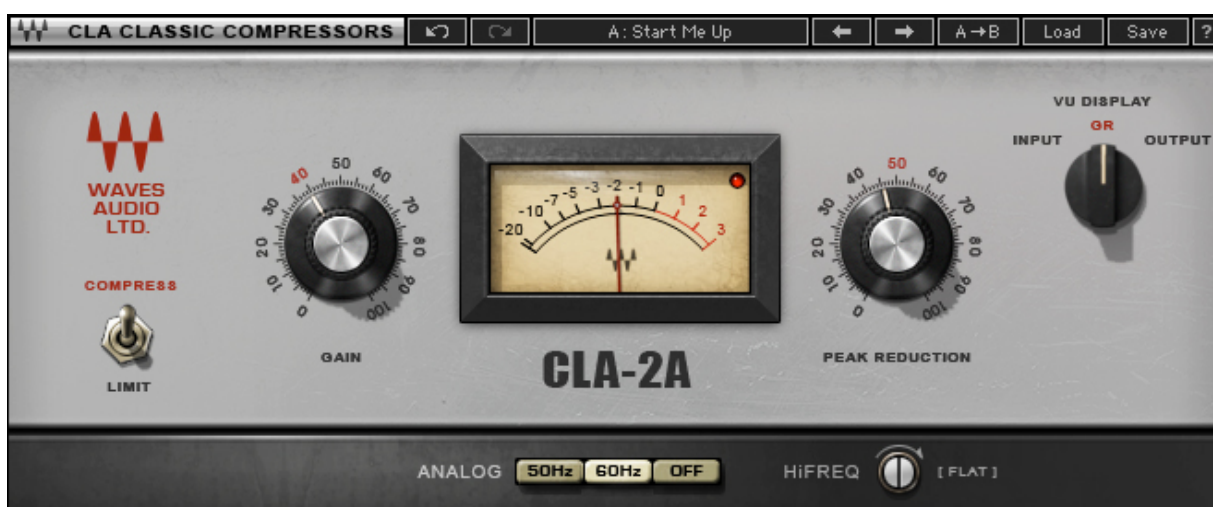 CLA CLASSIC COMPRESSORS
A: Start Me Up
A→B
Load
Save
?
VU DISPLAY
INPUT GR OUTPUT
WAVES
AUDIO
LTD.
COMPRESS
LIMIT
0 10 20 30 40 50 60 70 80 90 100
GAIN
-20 -10 -7 -5 -3 -2 -1 0 1 2 3
CLA-2A
0 10 20 30 40 50 60 70 80 90 100
PEAK REDUCTION
ANALOG 50Hz 60Hz OFF
HiFREQ [ FLAT ]